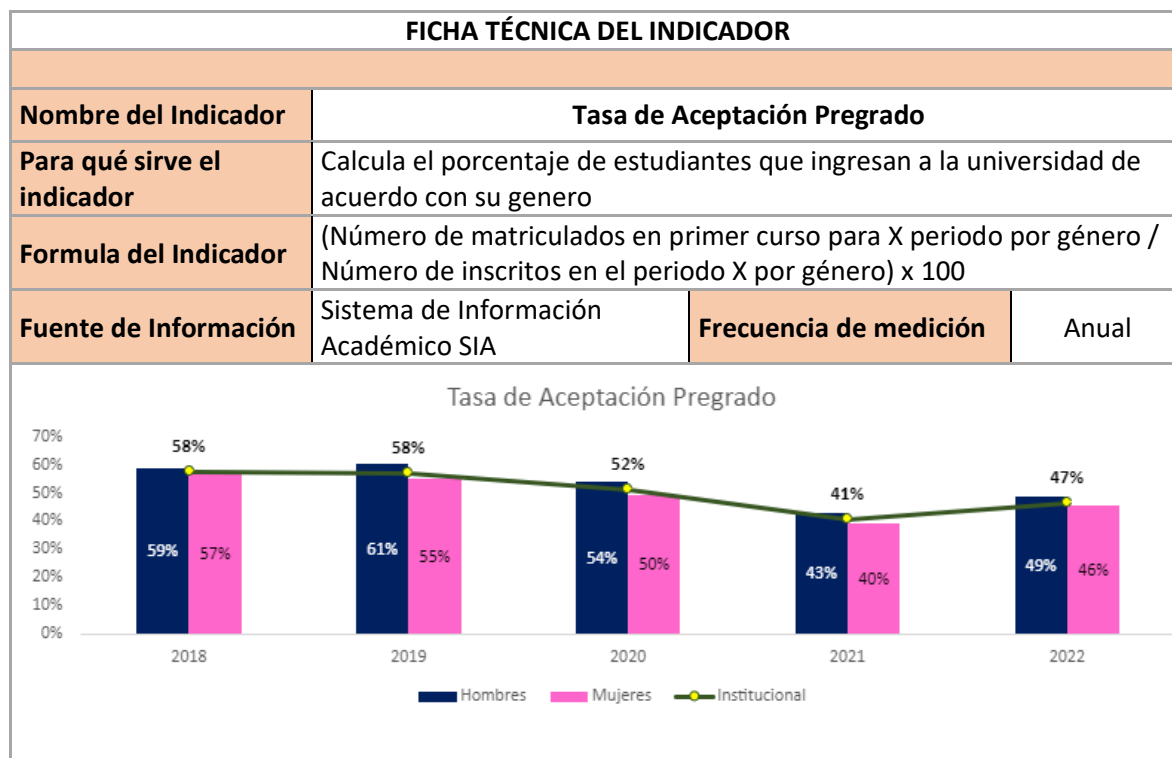 FICHA TÉCNICA DEL INDICADOR
Nombre del Indicador
Tasa de Aceptación Pregrado
Para qué sirve el
indicador
Calcula el porcentaje de estudiantes que ingresan a la universidad de
acuerdo con su genero
Formula del Indicador
(Número de matriculados en primer curso para X periodo por género /
Número de inscritos en el periodo X por género) x 100
Fuente de Información
Sistema de Información
Académico SIA
Frecuencia de medición
Anual
Tasa de Aceptación Pregrado
70%
60%
50%
40%
30%
20%
10%
0%
58%
58%
52%
41%
47%
59%
57%
61%
55%
54%
50%
43%
40%
49%
46%
2018
2019
2020
2021
2022
Hombres
Mujeres
Institucional